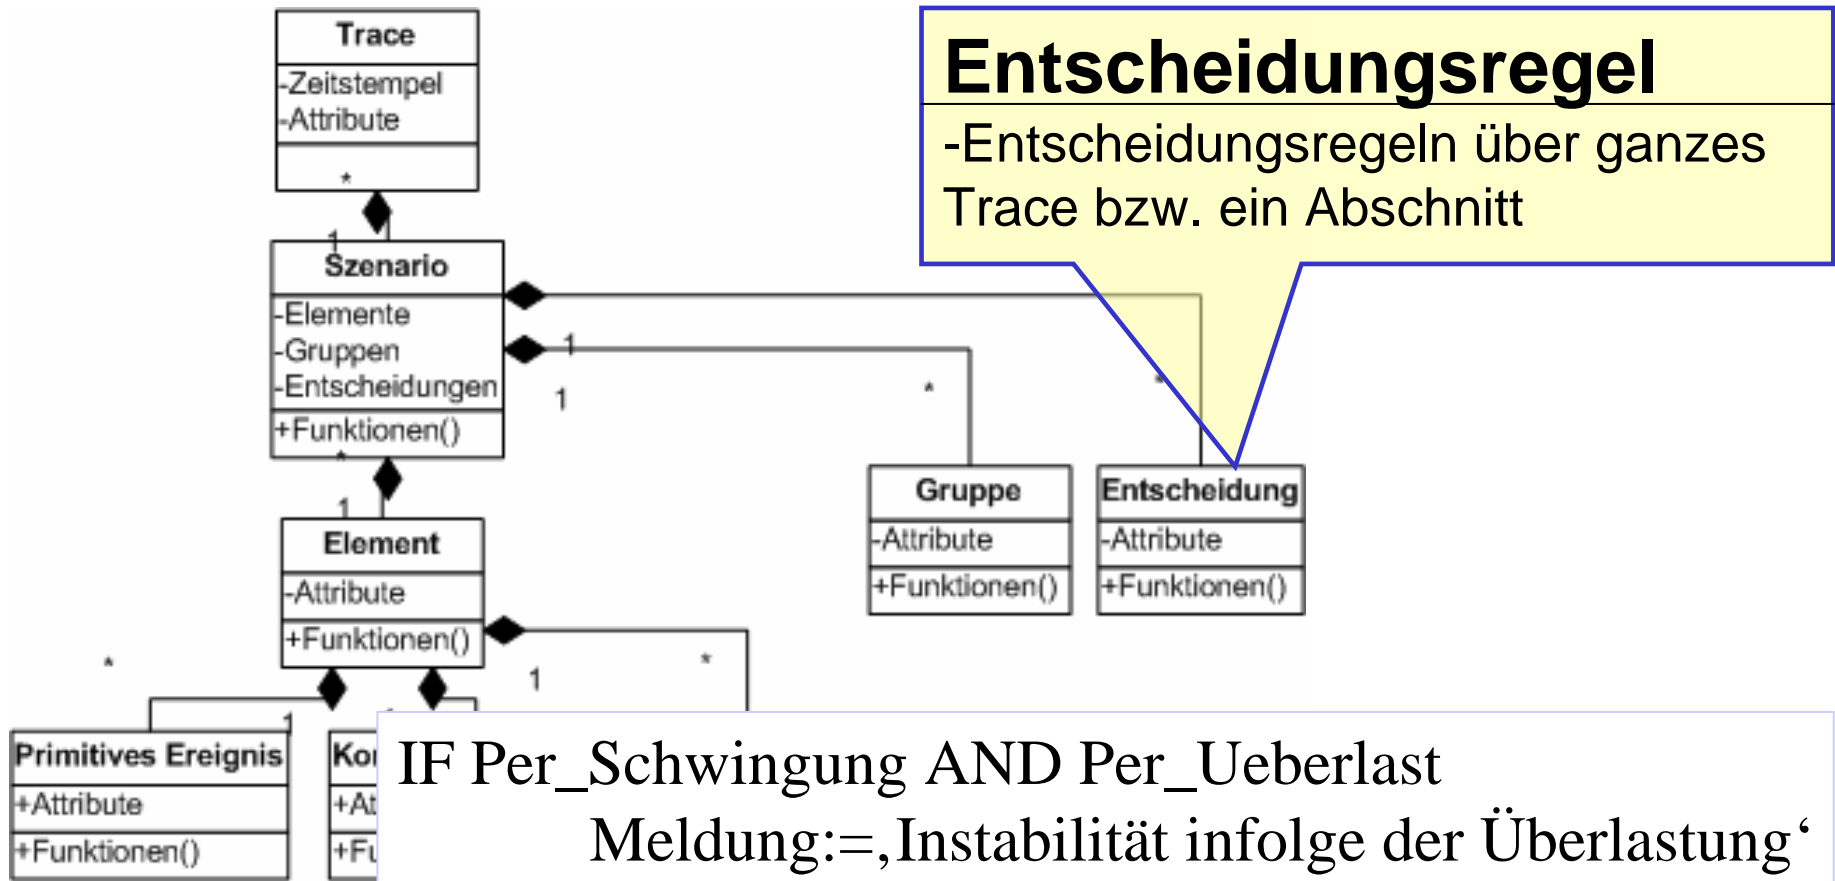 Trace
-Zeitstempel
-Attribute
*
1
Szenario
-Elemente
-Gruppen
-Entscheidungen
+Funktionen()
*
1
Element
-Attribute
+Funktionen()
1
*
1
*
1
*
*
1
Entscheidungsregel
-Entscheidungsregeln über ganzes
Trace bzw. ein Abschnitt
Gruppe
-Attribute
+Funktionen()
Entscheidung
-Attribute
+Funktionen()
Primitives Ereignis
+Attribute
+Funktionen()
IF Per_Schwingung AND Per_Ueberlast
Meldung:=‚Instabilität infolge der Überlastung‘